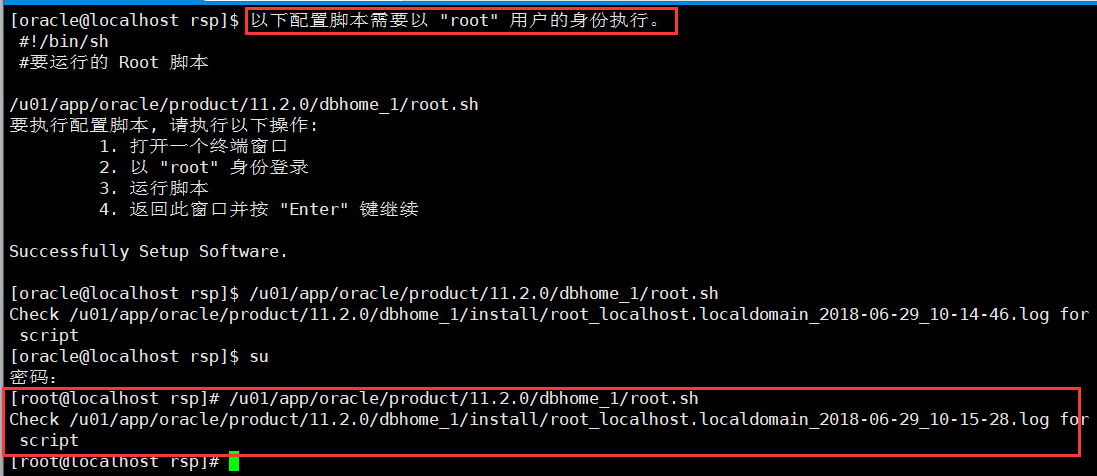 [oracle@localhost rsp]$ 以下配置脚本需要以 "root" 用户的身份执行。
#!/bin/sh
#要运行的 Root 脚本
/u01/app/oracle/product/11.2.0/dbhome_1/root.sh
要执行配置脚本, 请执行以下操作:
1. 打开一个终端窗口
2. 以 "root" 身份登录
3. 运行脚本
4. 返回此窗口并按 "Enter" 键继续
Successfully Setup Software.
[oracle@localhost rsp]$ /u01/app/oracle/product/11.2.0/dbhome_1/root.sh
Check /u01/app/oracle/product/11.2.0/dbhome_1/install/root_localhost.localdomain_2018-06-29_10-14-46.log for
script
[oracle@localhost rsp]$ su
密码：
[root@localhost rsp]# /u01/app/oracle/product/11.2.0/dbhome_1/root.sh
Check /u01/app/oracle/product/11.2.0/dbhome_1/install/root_localhost.localdomain_2018-06-29_10-15-28.log for
script
[root@localhost rsp]#